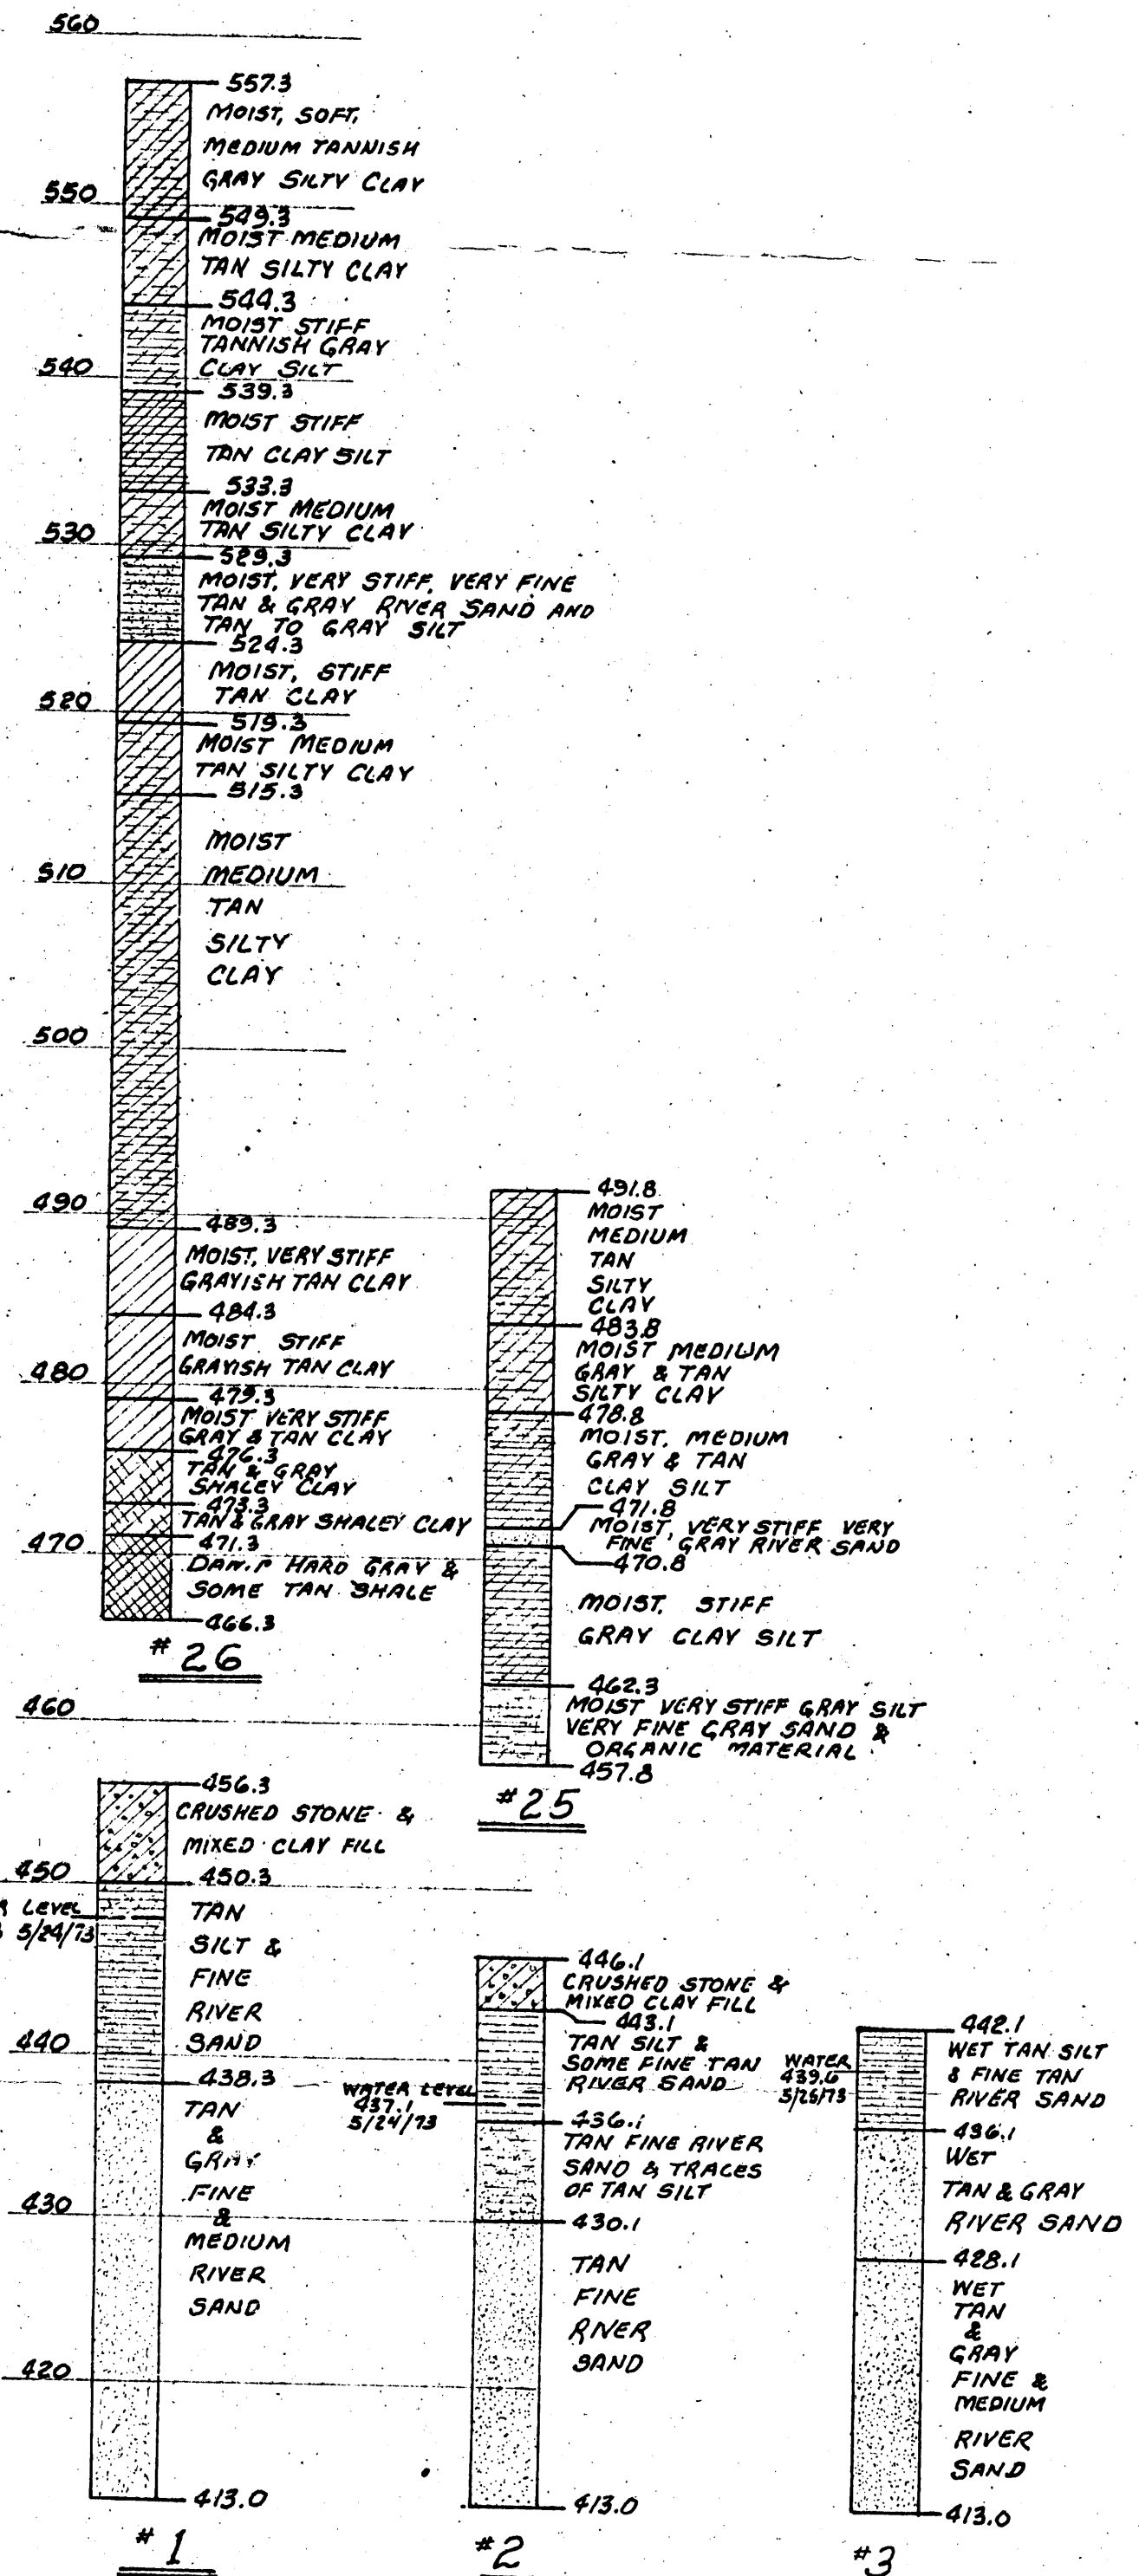 560
557.3
MOIST, SOFT,
MEDIUM TANNISH
GRAY SILTY CLAY
550
549.3
MOIST MEDIUM
TAN SILTY CLAY
544.3
MOIST STIFF
TANNISH GRAY
CLAY SILT
540
539.3
MOIST STIFF
TAN CLAY SILT
533.3
MOIST MEDIUM
TAN SILTY CLAY
530
529.3
MOIST, VERY STIFF, VERY FINE
TAN & GRAY RIVER SAND AND
TAN TO GRAY SILT
524.3
MOIST, STIFF
TAN CLAY
520
519.3
MOIST MEDIUM
TAN SILTY CLAY
515.3
MOIST
MEDIUM
TAN
SILTY
CLAY
510
500
490
489.3
MOIST, VERY STIFF
GRAYISH TAN CLAY
484.3
MOIST STIFF
GRAYISH TAN CLAY
480
479.3
MOIST VERY STIFF
GRAY & TAN CLAY
476.3
TAN & GRAY
SHALEY CLAY
473.3
TAN & GRAY SHALEY CLAY
471.3
470
DAMP HARD GRAY &
SOME TAN SHALE
466.3
# 26
491.8
MOIST
MEDIUM
TAN
SILTY
CLAY
483.8
MOIST MEDIUM
GRAY & TAN
SILTY CLAY
478.8
MOIST, MEDIUM
GRAY & TAN
CLAY SILT
471.8
MOIST, VERY STIFF VERY
FINE GRAY RIVER SAND
470.8
MOIST, STIFF
GRAY CLAY SILT
462.3
MOIST VERY STIFF GRAY SILT
VERY FINE GRAY SAND &
ORGANIC MATERIAL
457.8
#25
460
456.3
CRUSHED STONE &
MIXED CLAY FILL
450
450.3
LEVEL
5/24/73
TAN
SILT &
FINE
RIVER
SAND
440
438.3
TAN
&
GRAY
FINE
&
MEDIUM
RIVER
SAND
430
420
413.0
# 1
446.1
CRUSHED STONE &
MIXED CLAY FILL
443.1
TAN SILT &
SOME FINE TAN
RIVER SAND
WATER LEVEL
437.1
5/24/73
436.1
TAN FINE RIVER
SAND & TRACES
OF TAN SILT
430.1
TAN
FINE
RIVER
SAND
413.0
#2
442.1
WET TAN SILT
& FINE TAN
RIVER SAND
WATER
439.6
5/25/73
436.1
WET
TAN & GRAY
RIVER SAND
428.1
WET
TAN
&
GRAY
FINE &
MEDIUM
RIVER
SAND
413.0
#3